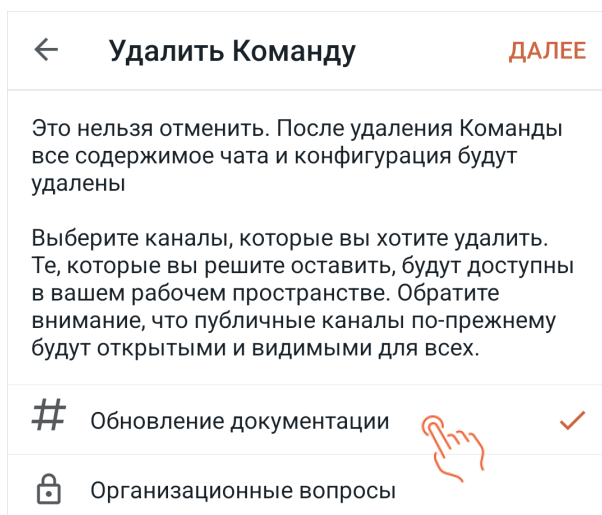 Удалить Команду
ДАЛЕЕ
Это нельзя отменить. После удаления Команды
все содержимое чата и конфигурация будут
удалены
Выберите каналы, которые вы хотите удалить.
Те, которые вы решите оставить, будут доступны
в вашем рабочем пространстве. Обратите
внимание, что публичные каналы по-прежнему
будут открытыми и видимыми для всех.
# Обновление документации
Организационные вопросы